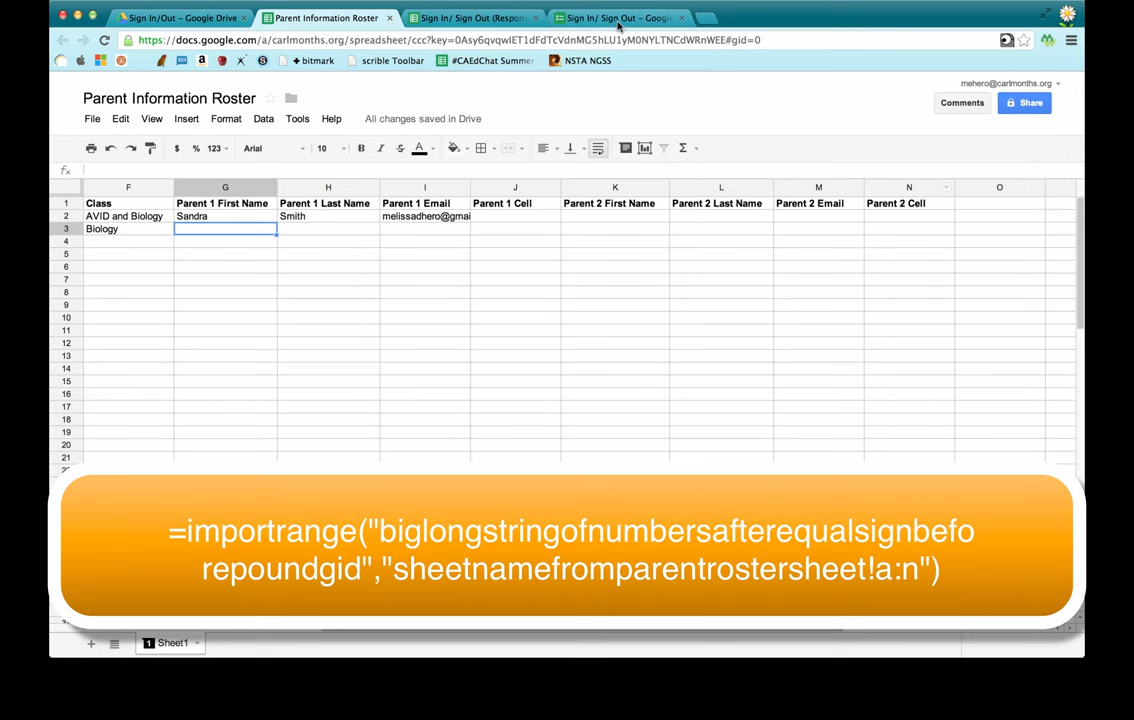 Sign In/Out – Google Drive
Parent Information Roster
Sign In/ Sign Out (Respons
Sign In/ Sign Out – Google
https://docs.google.com/a/carlmonths.org/spreadsheet/ccc?key=0Asy6qvqwlET1dFdTcVdnMG5hLU1yM0NYLTNCdWRnWEE#gid=0
bitmark
scrible Toolbar
#CAEdChat Summer
NSTA NGSS
Parent Information Roster
mehero@carlmonths.org
Comments
Share
File Edit View Insert Format Data Tools Help
All changes saved in Drive
$ % 123 Arial 10 B I S A Σ
fx
F G H I J K L M N O
1 Class Parent 1 First Name Parent 1 Last Name Parent 1 Email Parent 1 Cell Parent 2 First Name Parent 2 Last Name Parent 2 Email Parent 2 Cell
2 AVID and Biology Sandra Smith melissadhero@gmai
3 Biology
4
5
6
7
8
9
10
11
12
13
14
15
16
17
18
19
20
21
=importrange("biglongstringofnumbersafterequalsignbefo
repoundgid","sheetnamefromparentrostersheet!a:n")
1 Sheet1